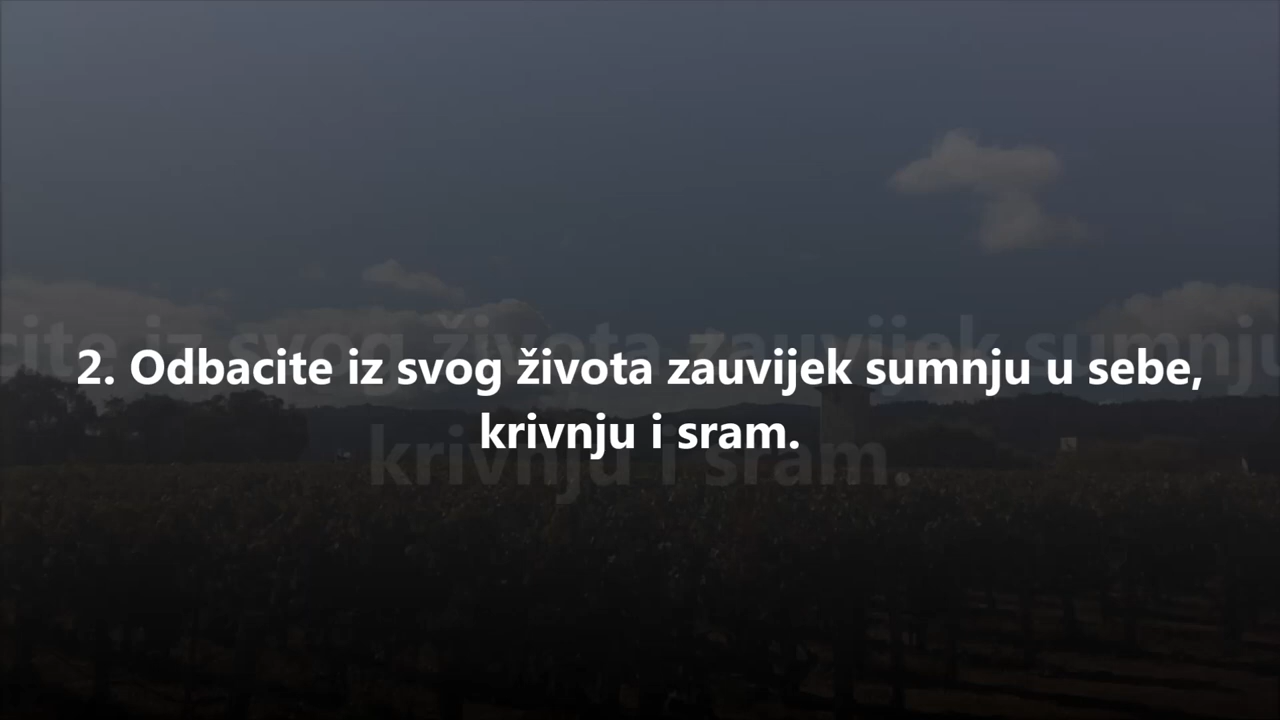 2. Odbacite iz svog života zauvijek sumnju u sebe,
krivnju i sram.